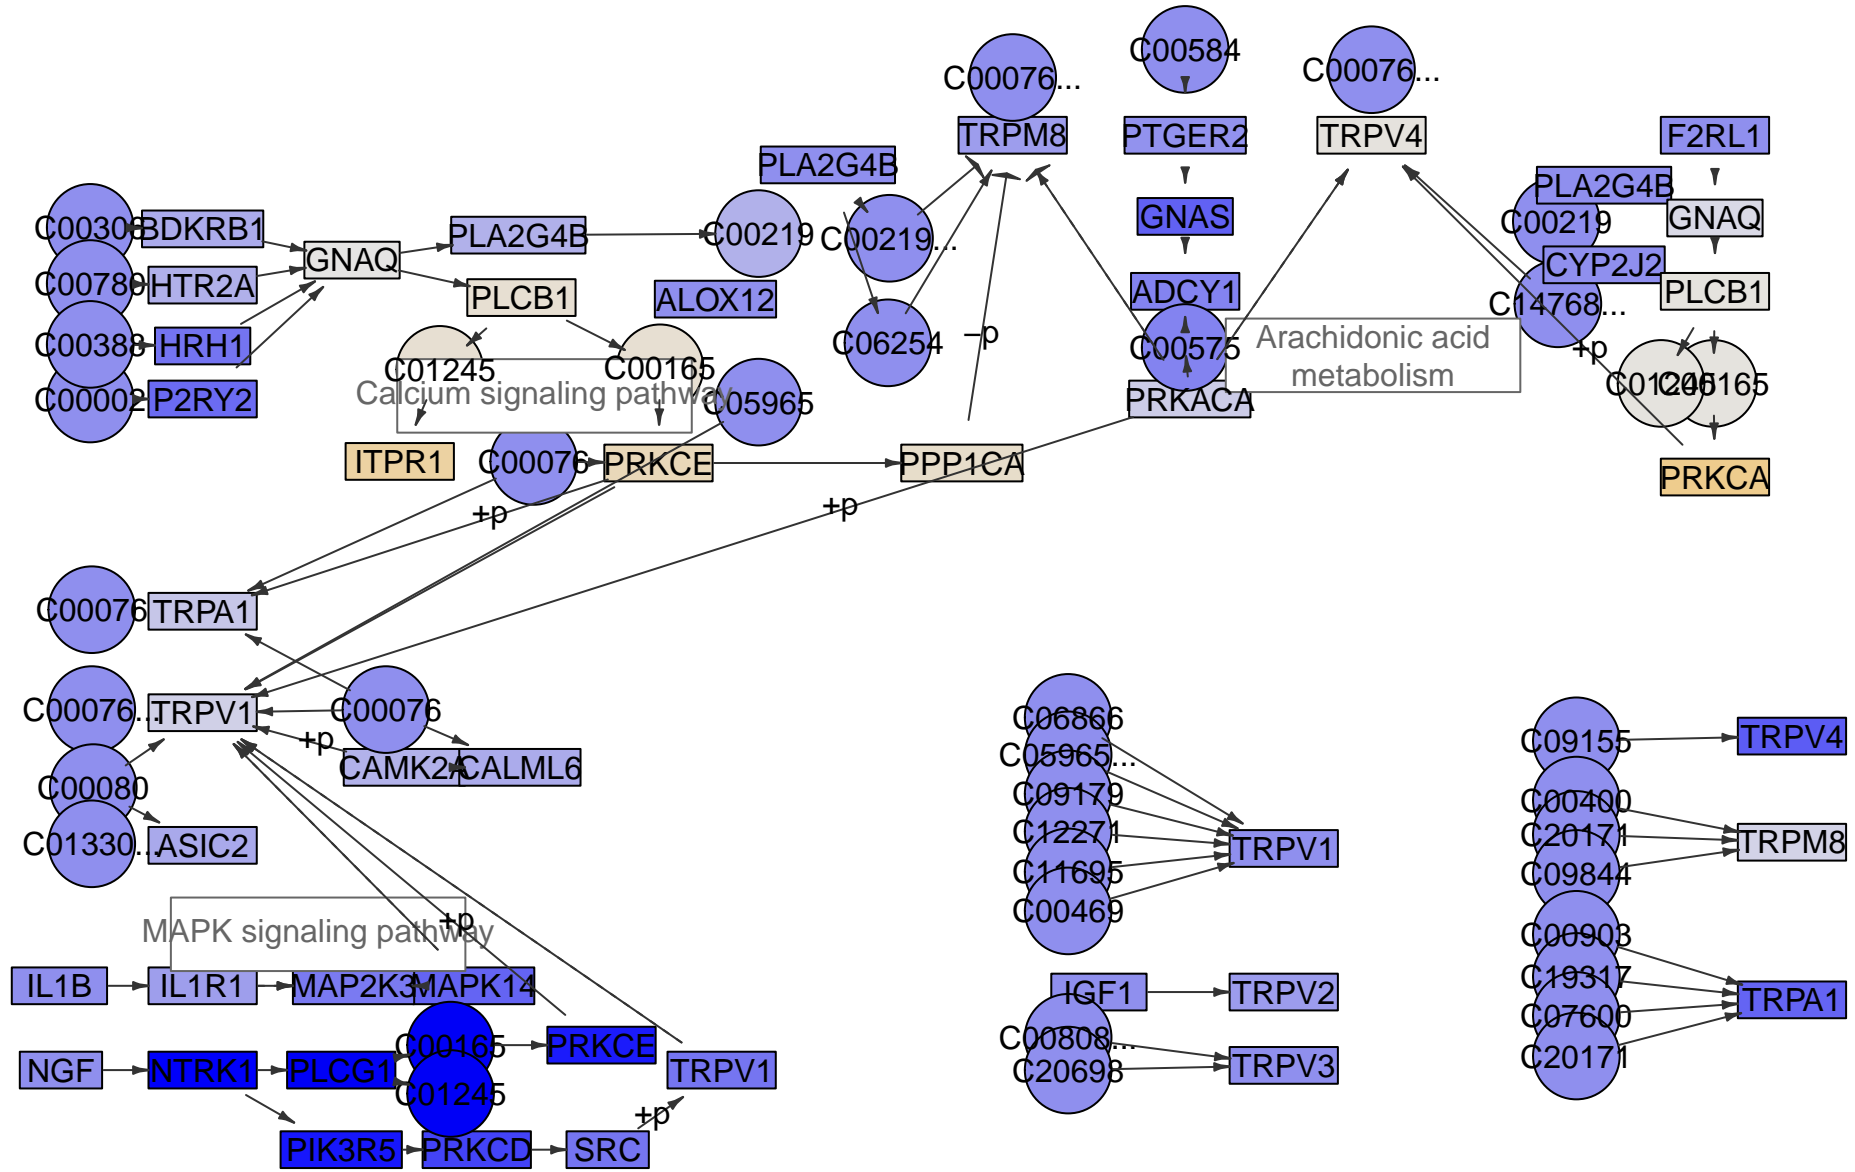 C00584
C00076...
C00076...
TRPM8
PTGER2
TRPV4
F2RL1
PLA2G4B
PLA2G4B
C00308
BDKRB1
PLA2G4B
C00219
C00219...
GNAS
C00219
GNAQ
GNAQ
C00780
HTR2A
PLCB1
ALOX12
ADCY1
CYP2J2
PLCB1
C14768...
C00388
HRH1
C06254
–p
C00575
Arachidonic acid
metabolism
+p
C01245
C00165
Calcium signaling pathway
C00002
P2RY2
C05965
PRKACA
C01245
C00165
ITPR1
C00076
PRKCE
PPP1CA
PRKCA
+p
+p
C00076
TRPA1
C00076...
TRPV1
C00076
+p
CAMK2A
CALML6
C00080
C01330...
ASIC2
C06866
C05965...
C09179
C12271
C11695
C00469
TRPV1
C09155
TRPV4
C00400
C20171
C09844
TRPM8
MAPK signaling pathway
+p
IL1B
IL1R1
MAP2K3
MAPK14
IGF1
TRPV2
C00903
C19317
C07600
C20171
TRPA1
NGF
NTRK1
PLCG1
C00165
C01245
PRKCE
TRPV1
C00808...
C20698
TRPV3
+p
PIK3R5
PRKCD
SRC